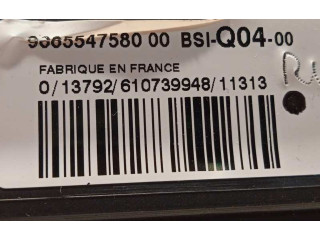 9665547580 00 BSI-Q04-00
FABRIQUE EN FRANCE
0/13792/610739948/11313